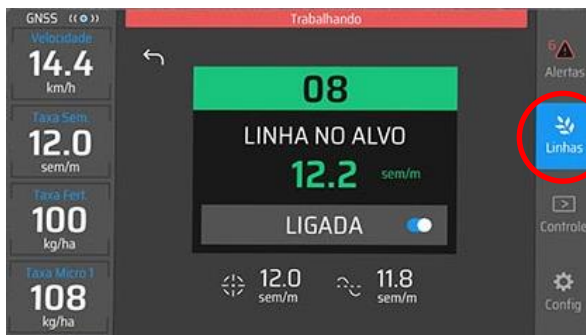 GNSS
Trabalhando
Velocidade
14.4
km/h
Taxa Sem.
12.0
sem/m
Taxa Fert.
100
kg/ha
Taxa Micro 1
108
kg/ha
08
LINHA NO ALVO
12.2 sem/m
LIGADA
12.0
sem/m
11.8
sem/m
6
Alertas
Linhas
Controle
Config